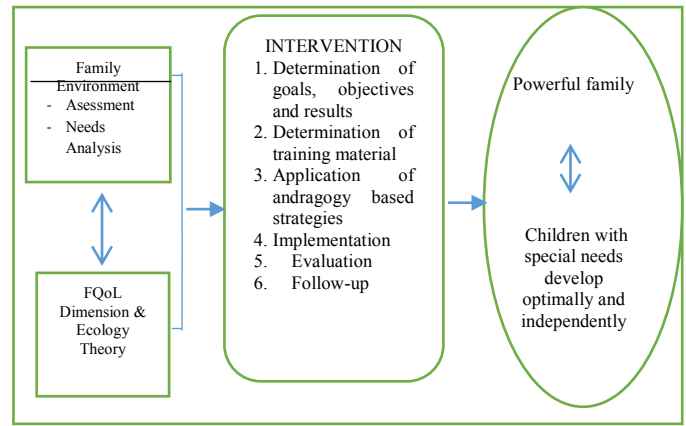 Family
Environment
- Asessment
- Needs
Analysis
FQoL
Dimension &
Ecology
Theory
INTERVENTION
1. Determination of
goals, objectives
and results
2. Determination of
training material
3. Application of
andragogy based
strategies
4. Implementation
5. Evaluation
6. Follow-up
Powerful family
Children with
special needs
develop
optimally and
independently